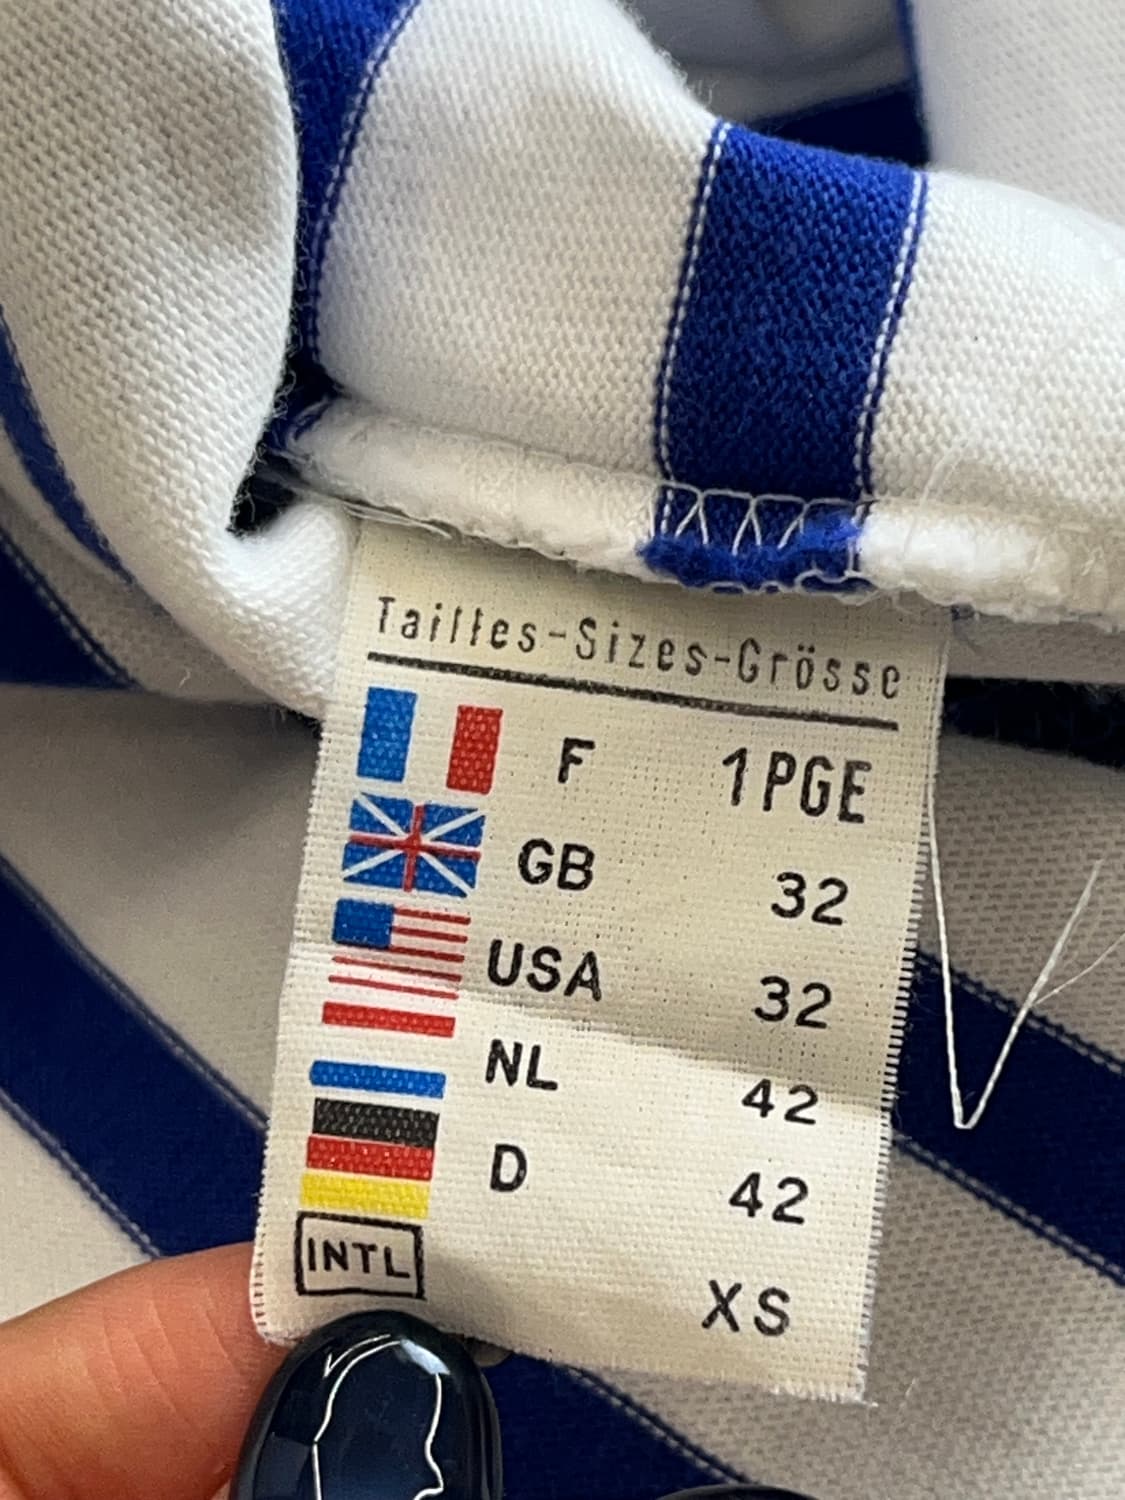 Tailles-Sizes-Grösse
F 1PGE
GB 32
USA 32
NL 42
D 42
INTL XS